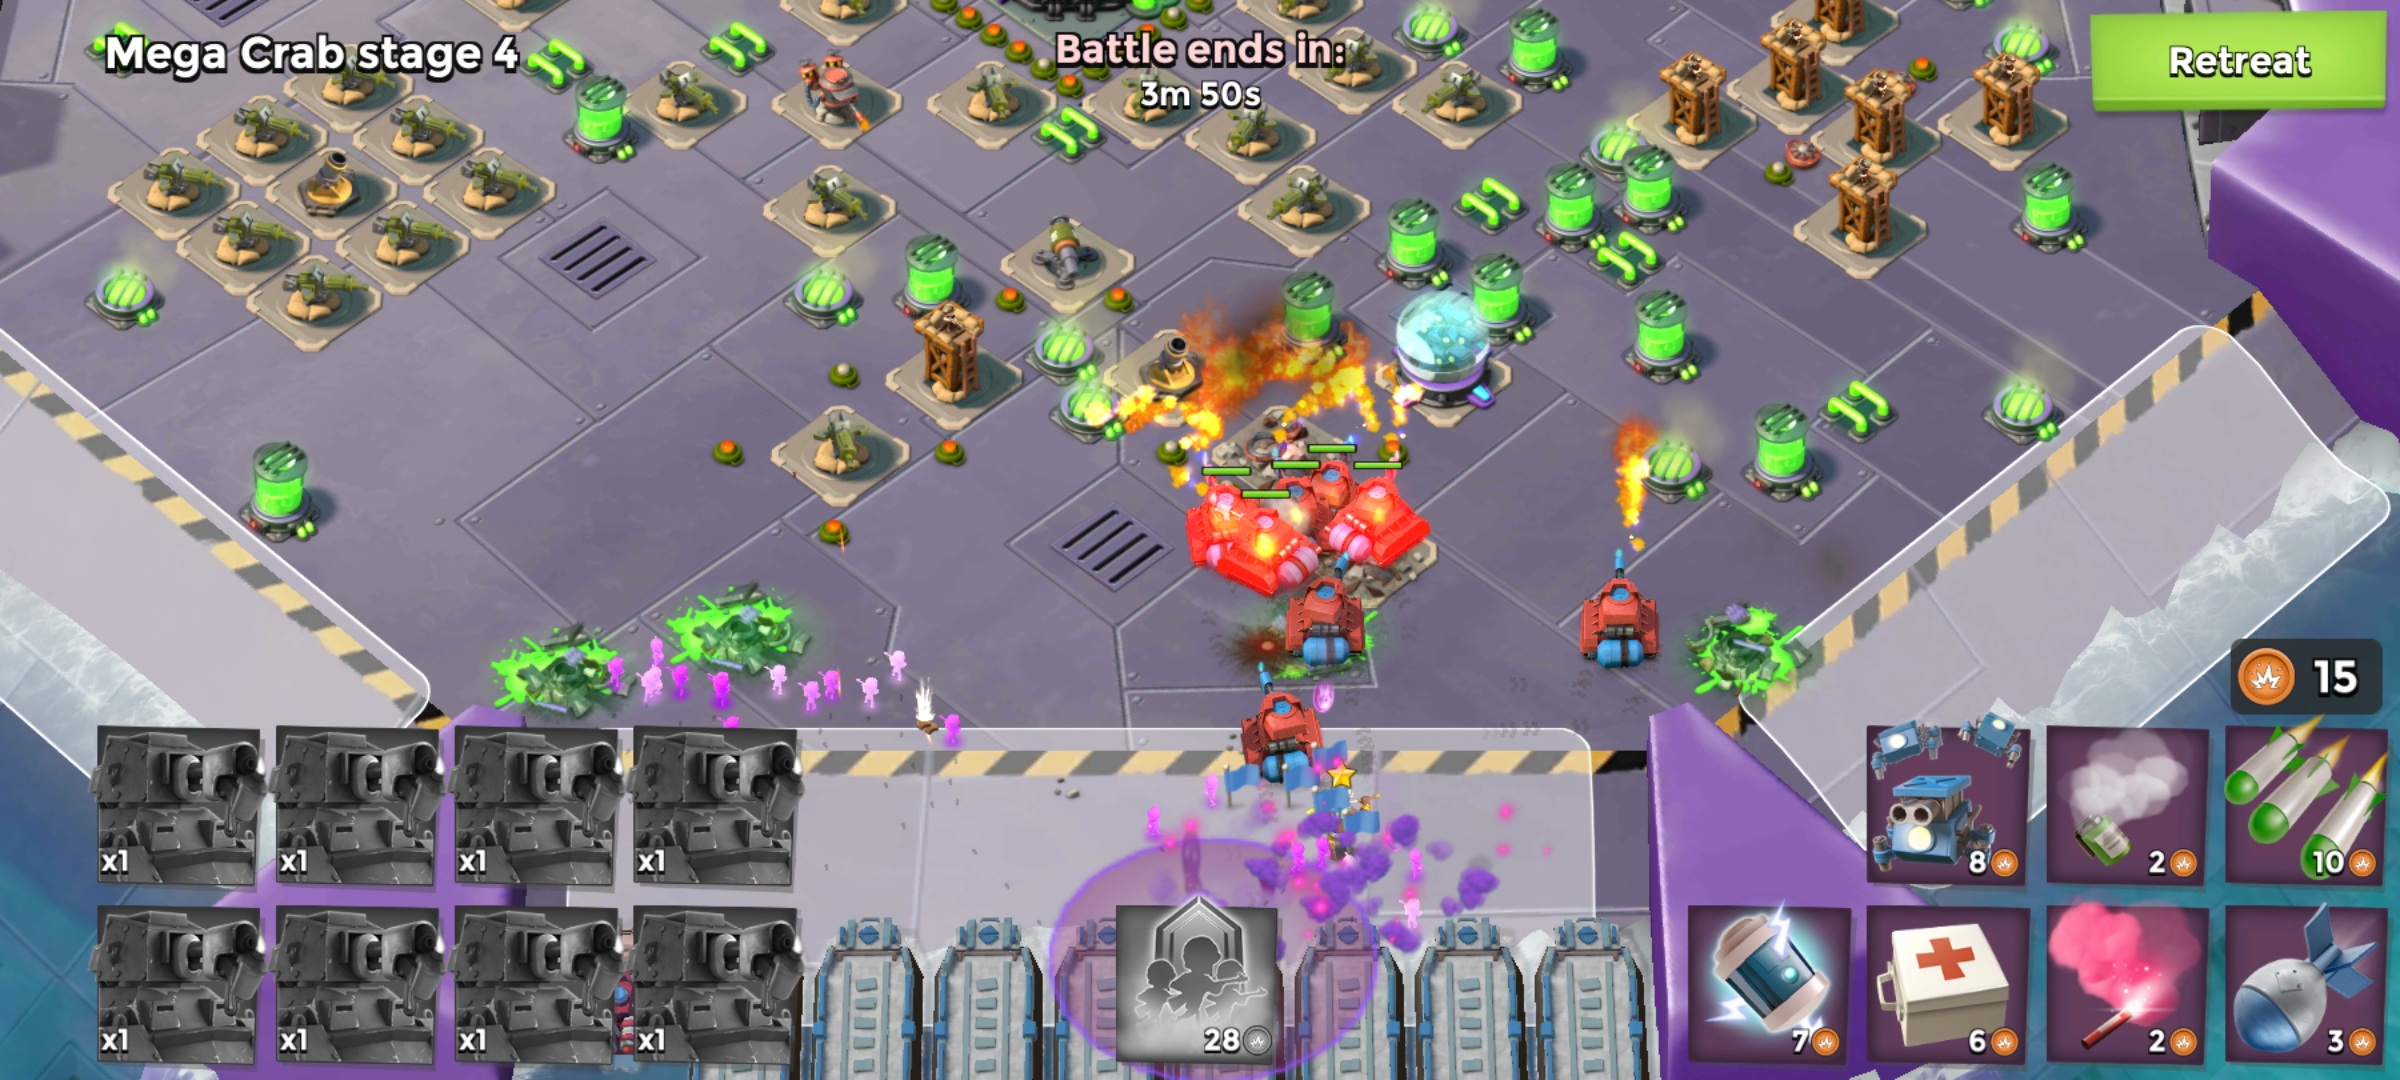 Mega Crab stage 4
Battle ends in:
3m 50s
Retreat
15
x1
x1
x1
x1
8
2
10
x1
x1
x1
x1
28
7
6
2
3